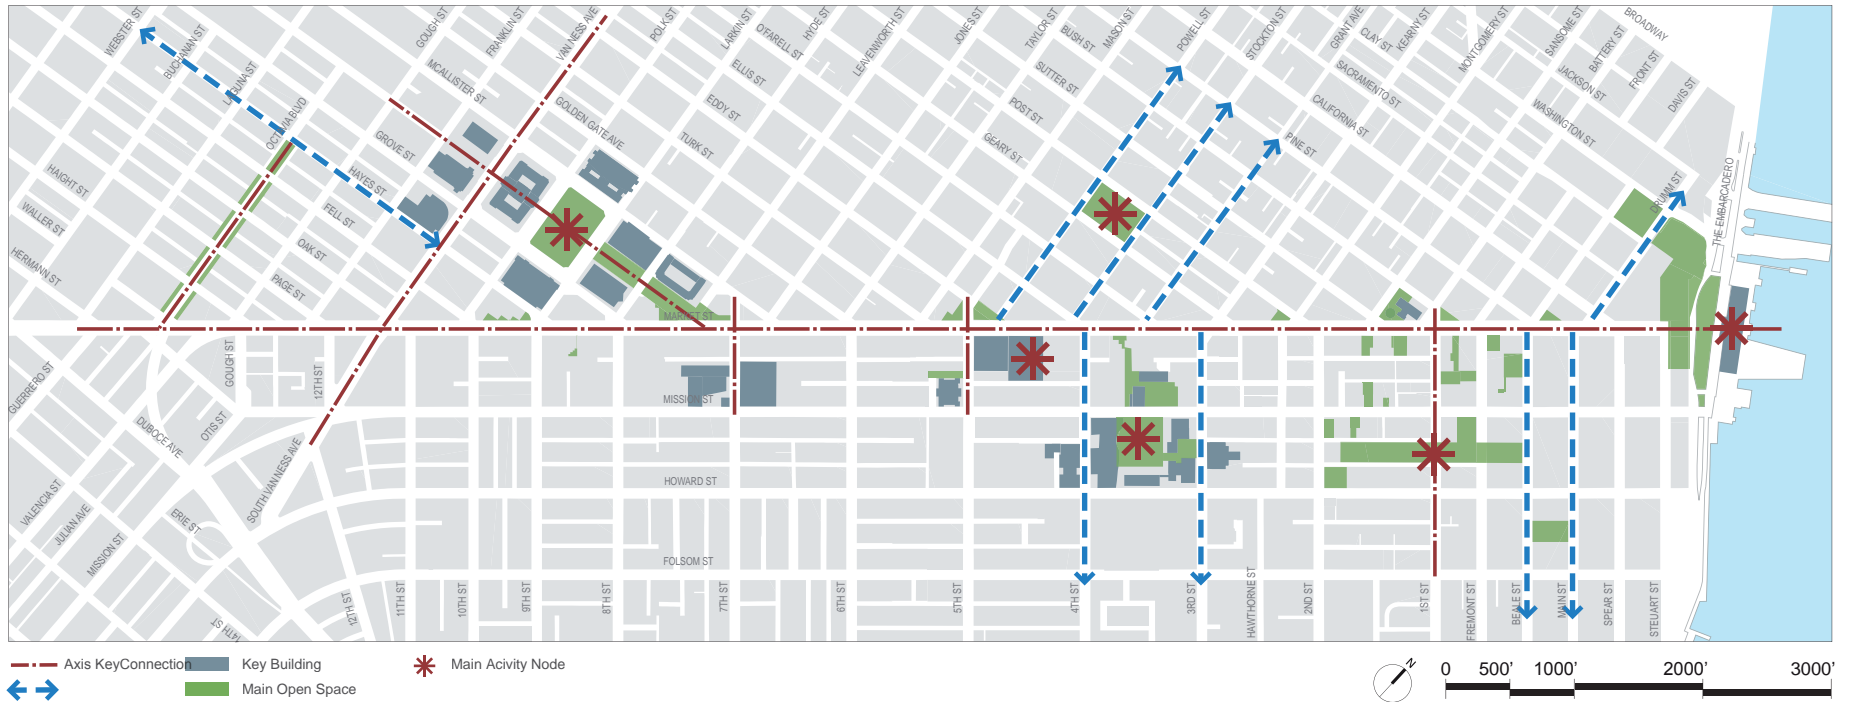 WEBSTER ST
BUCHANAN ST
LAGUNA ST
OCTAVIA BLVD
GOUGH ST
FRANKLIN ST
VAN NESS AVE
POLK ST
LARKIN ST
O'FARELL ST
HYDE ST
LEAVENWORTH ST
JONES ST
TAYLOR ST
BUSH ST
MASON ST
POWELL ST
STOCKTON ST
GRANT AVE
CLAY ST
KEARNY ST
MONTGOMERY ST
SANSOME ST
BATTERY ST
BROADWAY
FRONT ST
DAVIS ST
JACKSON ST
MCALLISTER ST
ELLIS ST
SUTTER ST
SACRAMENTO ST
EDDY ST
GOLDEN GATE AVE
POST ST
CALIFORNIA ST
WASHINGTON ST
GROVE ST
TURK ST
GEARY ST
PINE ST
HAIGHT ST
HAYES ST
DRUMM ST
THE EMBARCADERO
WALLER ST
FELL ST
OAK ST
HERMANN ST
PAGE ST
MARKET ST
GUERRERO ST
GOUGH ST
12TH ST
MISSION ST
DUBOCE AVE
OTIS ST
SOUTH VAN NESS AVE
HOWARD ST
VALENCIA ST
JULIAN AVE
ERIE ST
MISSION ST
FOLSOM ST
14TH ST
12TH ST
11TH ST
10TH ST
9TH ST
8TH ST
7TH ST
6TH ST
5TH ST
4TH ST
3RD ST
HAWTHORNE ST
2ND ST
1ST ST
FREMONT ST
BEALE ST
MAIN ST
SPEAR ST
STEUART ST
Axis KeyConnection
Key Building
Main Acivity Node
Main Open Space
N
0 500' 1000' 2000' 3000'